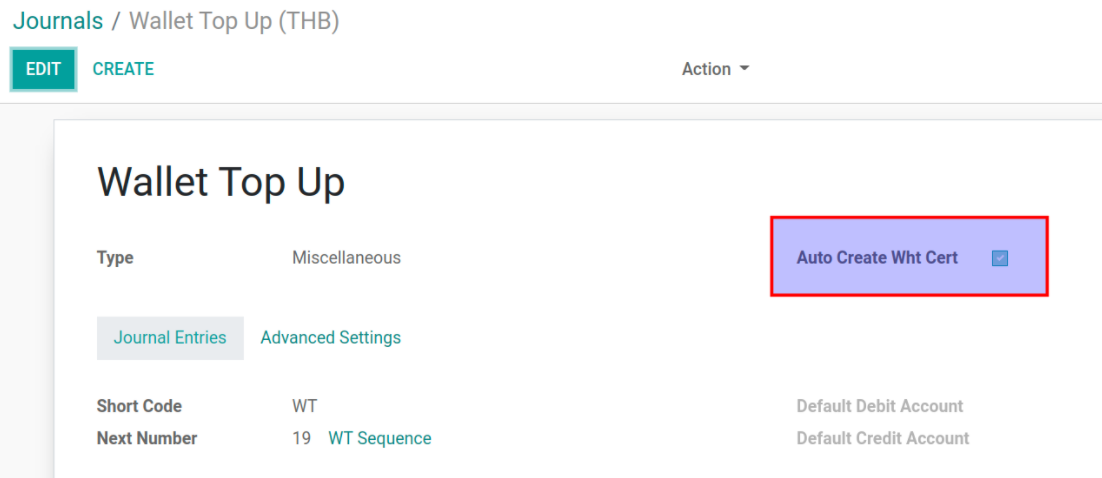 Journals / Wallet Top Up (THB)
EDIT CREATE Action
Wallet Top Up
Type Miscellaneous Auto Create Wht Cert
Journal Entries Advanced Settings
Short Code WT Default Debit Account
Next Number 19 WT Sequence Default Credit Account